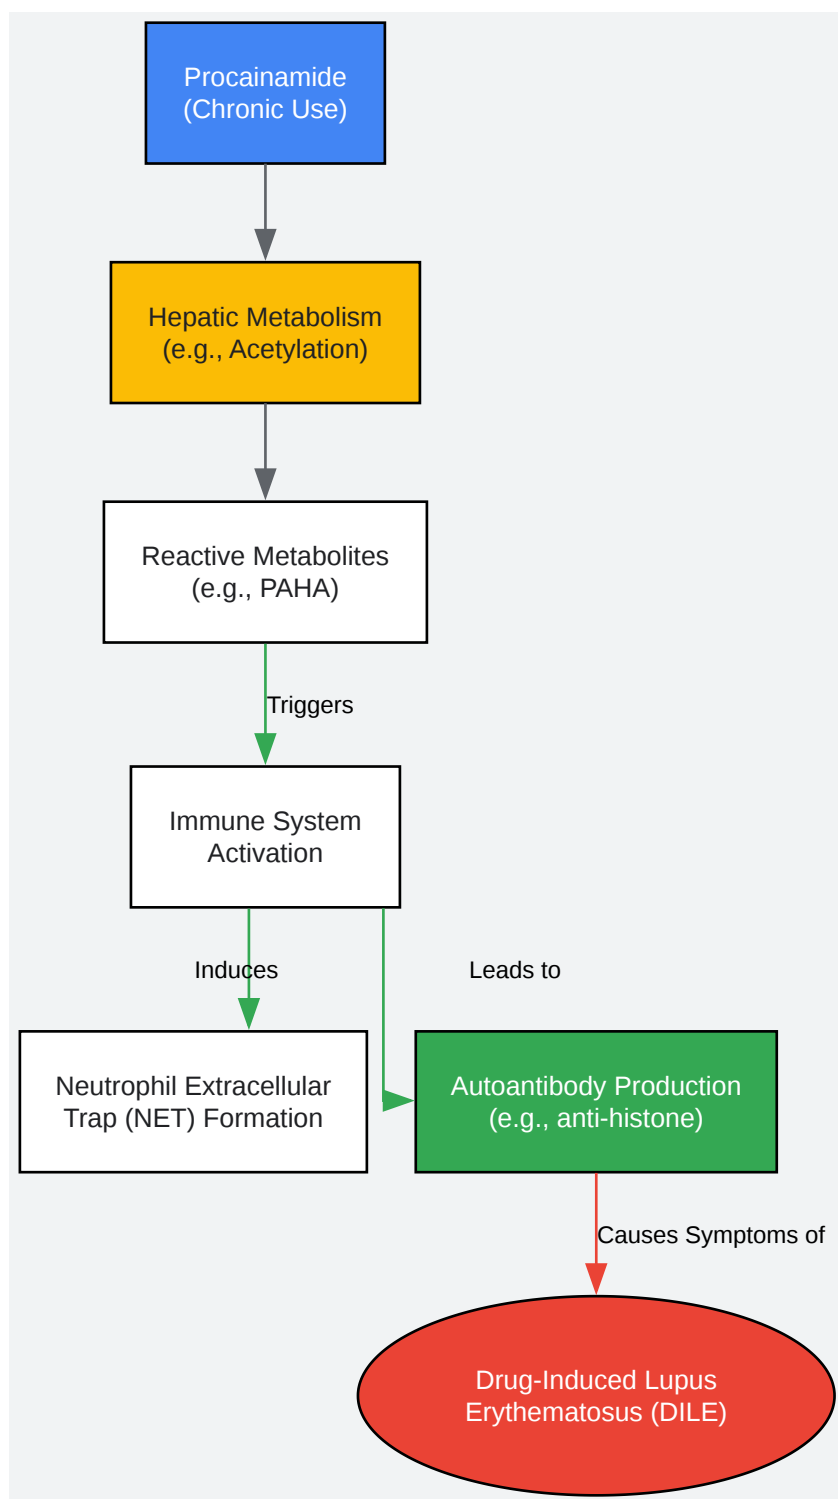 Procainamide
(Chronic Use)
Hepatic Metabolism
(e.g., Acetylation)
Reactive Metabolites
(e.g., PAHA)
Triggers
Immune System
Activation
Induces
Leads to
Neutrophil Extracellular
Trap (NET) Formation
Autoantibody Production
(e.g., anti-histone)
Causes Symptoms of
Drug-Induced Lupus
Erythematosus (DILE)